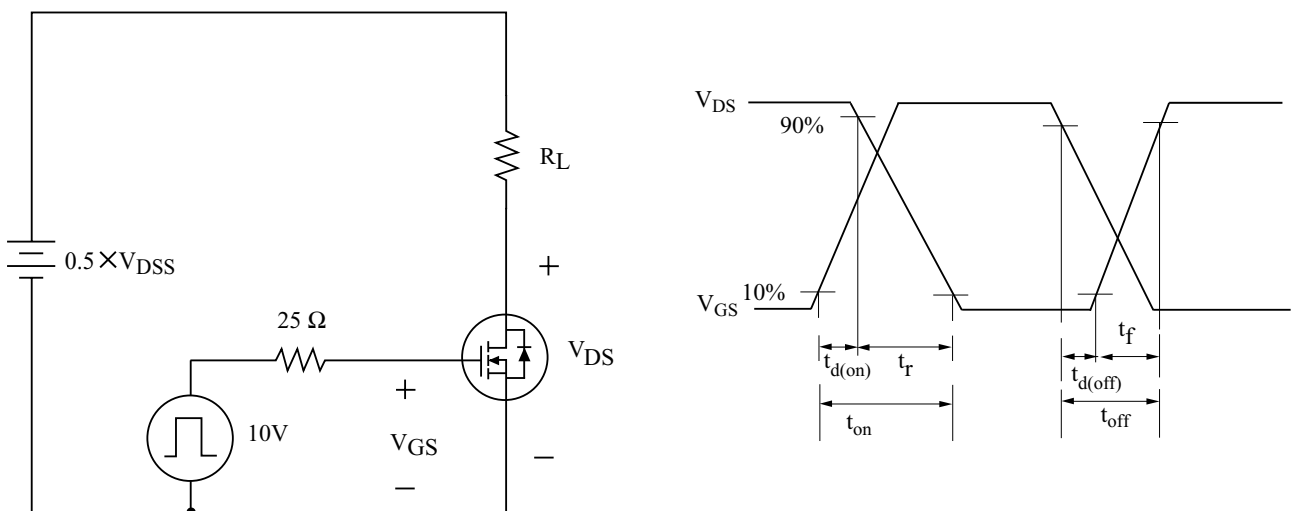 R_L
0.5×V_DSS
25 Ω
+
V_DS
10V
+
V_GS
−
−
V_DS
90%
V_GS
10%
t_d(on)
t_r
t_on
t_f
t_d(off)
t_off